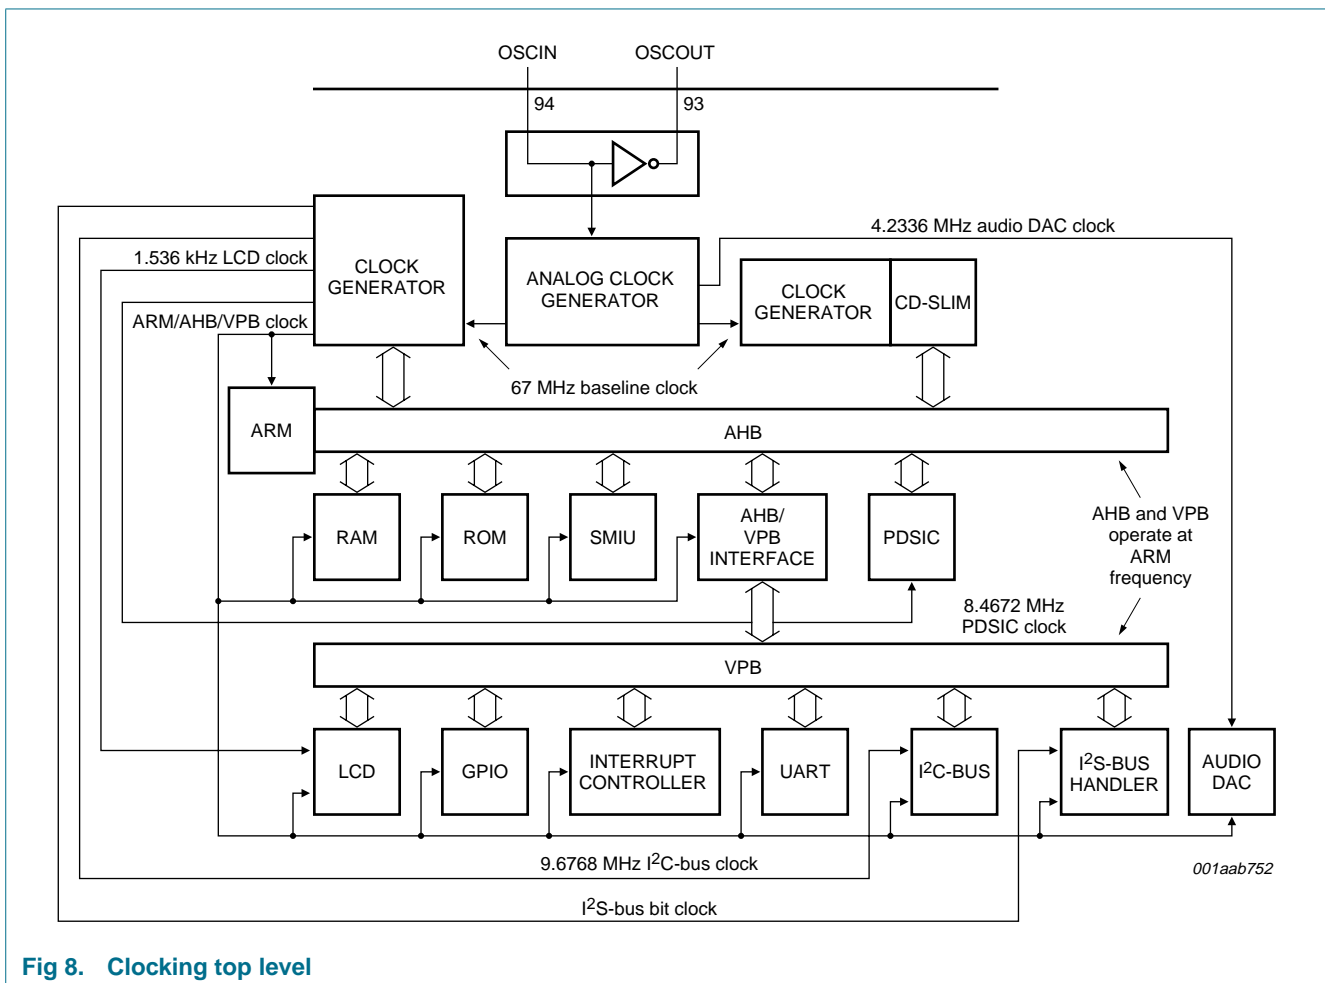 OSCIN
OSCOUT
94
93
4.2336 MHz audio DAC clock
1.536 kHz LCD clock
CLOCK
GENERATOR
ANALOG CLOCK
GENERATOR
CLOCK
GENERATOR
CD-SLIM
ARM/AHB/VPB clock
67 MHz baseline clock
ARM
AHB
RAM
ROM
SMIU
AHB/
VPB
INTERFACE
PDSIC
AHB and VPB
operate at
ARM
frequency
8.4672 MHz
PDSIC clock
VPB
LCD
GPIO
INTERRUPT
CONTROLLER
UART
I²C-BUS
I²S-BUS
HANDLER
AUDIO
DAC
9.6768 MHz I²C-bus clock
001aab752
I²S-bus bit clock
Fig 8. Clocking top level